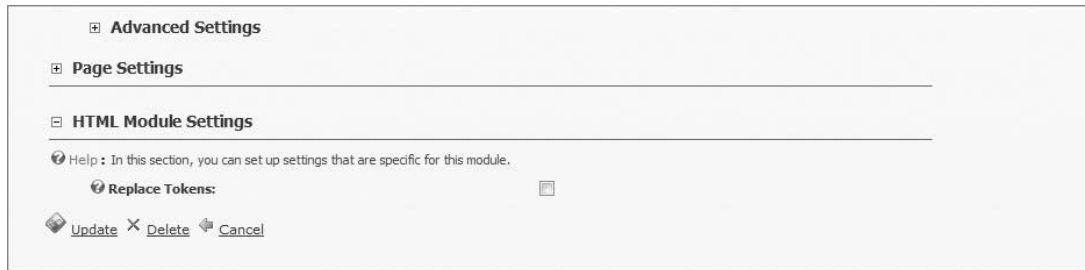 Advanced Settings
Page Settings
HTML Module Settings
Help : In this section, you can set up settings that are specific for this module.
Replace Tokens:
Update Delete Cancel